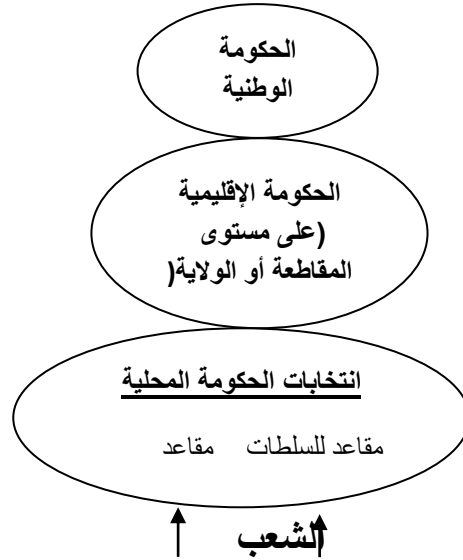 الحكومة
الوطنية
الحكومة الإقليمية
(على مستوى
المقاطعة أو الولاية(
انتخابات الحكومة المحلية
مقاعد للسلطات مقاعد
الشعب